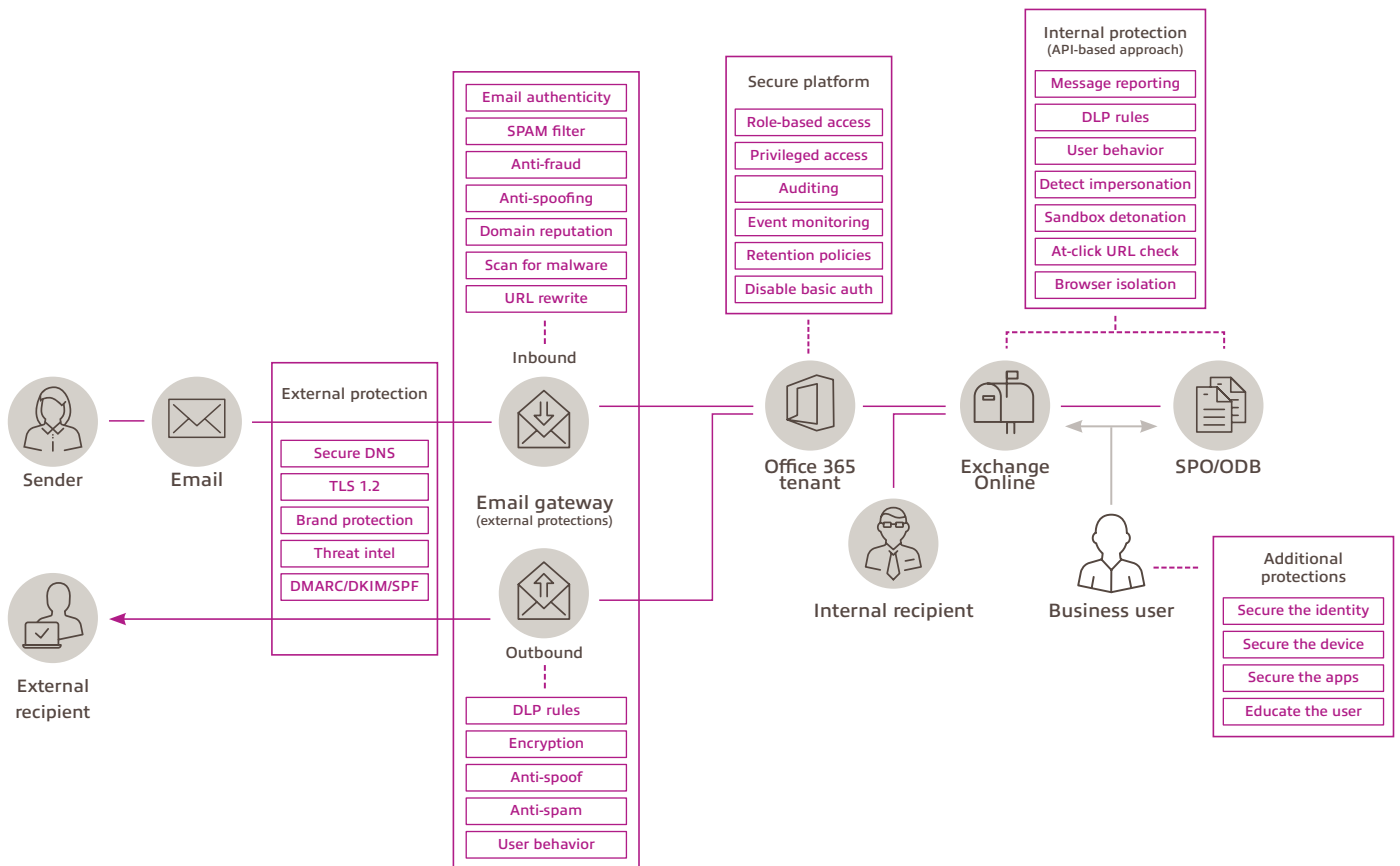 Email authenticity
SPAM filter
Anti-fraud
Anti-spoofing
Domain reputation
Scan for malware
URL rewrite
Inbound
Secure platform
Role-based access
Privileged access
Auditing
Event monitoring
Retention policies
Disable basic auth
Internal protection
(API-based approach)
Message reporting
DLP rules
User behavior
Detect impersonation
Sandbox detonation
At-click URL check
Browser isolation
Sender
Email
External protection
Secure DNS
TLS 1.2
Brand protection
Threat intel
DMARC/DKIM/SPF
Email gateway
(external protections)
Office 365
tenant
Exchange
Online
SPO/ODB
External
recipient
Outbound
DLP rules
Encryption
Anti-spoof
Anti-spam
User behavior
Internal recipient
Business user
Additional
protections
Secure the identity
Secure the device
Secure the apps
Educate the user